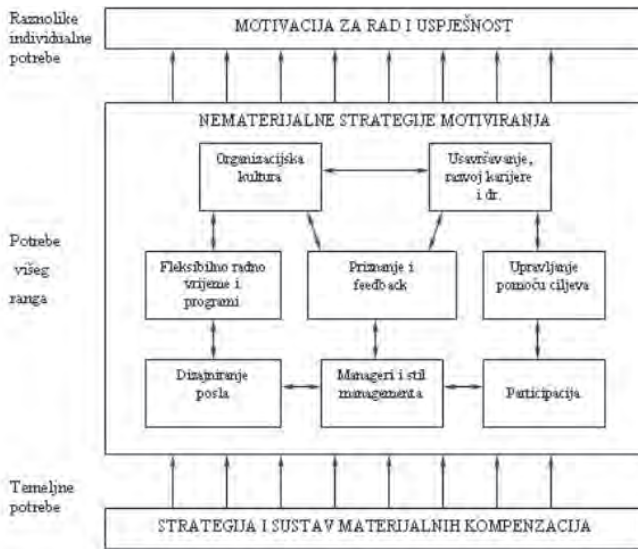 Raznolike
individualne
potrebe
MOTIVACIJA ZA RAD I USPJEŠNOST
NEMATERIJALNE STRATEGIJE MOTIVIRANJA
Organizacijska
kultura
Usavršavanje,
razvoj karijere
i dr.
Potrebe
višeg
ranga
Fleksibilno radno
vrijeme i
programi
Priznanje i
feedback
Upravljanje
pomoću ciljeva
Dizajniranje
posla
Manageri i stil
managementa
Participacija
Temeljne
potrebe
STRATEGIJA I SUSTAV MATERIJALNIH KOMPENZACIJA